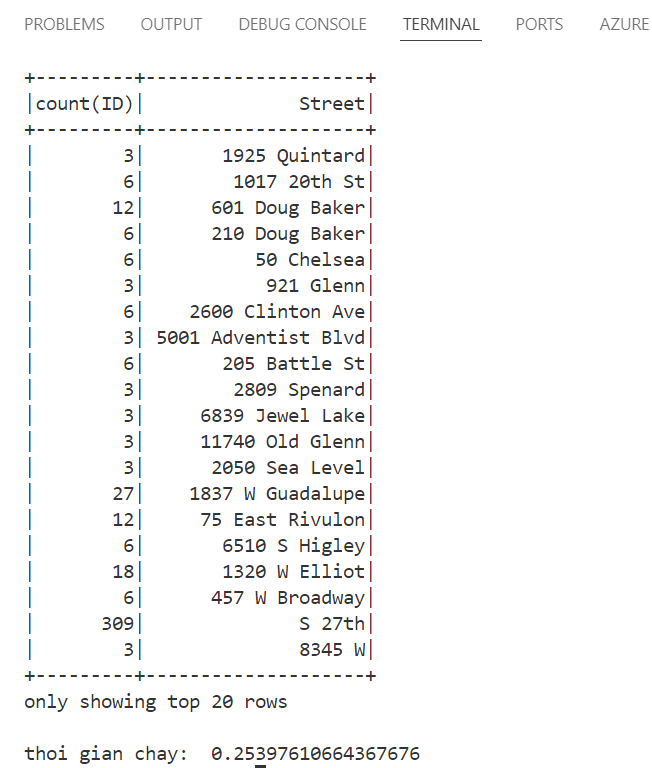 PROBLEMS OUTPUT DEBUG CONSOLE TERMINAL PORTS AZURE
+---------+--------------------+
|count(ID)|              Street|
+---------+--------------------+
|        3|       1925 Quintard|
|        6|        1017 20th St|
|       12|      601 Doug Baker|
|        6|      210 Doug Baker|
|        6|          50 Chelsea|
|        3|           921 Glenn|
|        6|    2600 Clinton Ave|
|        3| 5001 Adventist Blvd|
|        6|       205 Battle St|
|        3|        2809 Spenard|
|        3|     6839 Jewel Lake|
|        3|     11740 Old Glenn|
|        3|      2050 Sea Level|
|       27|    1837 W Guadalupe|
|       12|     75 East Rivulon|
|        6|       6510 S Higley|
|       18|       1320 W Elliot|
|        6|      457 W Broadway|
|      309|              S 27th|
|        3|              8345 W|
+---------+--------------------+
only showing top 20 rows
thoi gian chay:  0.25397610664367676